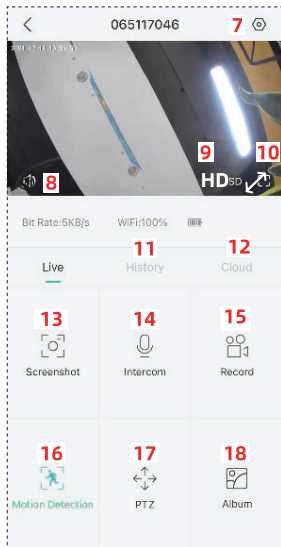 065117046 7
9 10
8 HD SD
Bit Rate:5KB/s WiFi:100%
11 12
Live History Cloud
13 14 15
Screenshot Intercom Record
16 17 18
Motion Detection PTZ Album